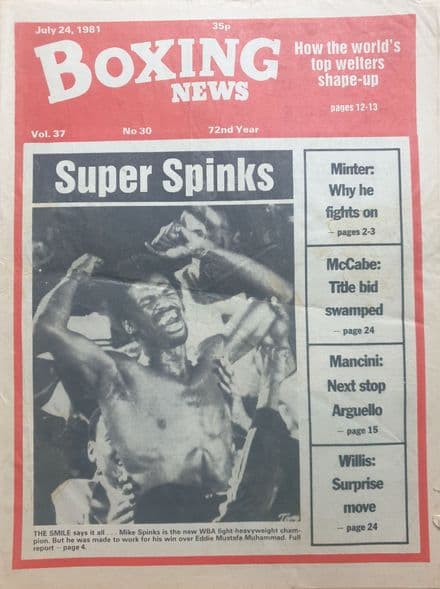 July 24, 1981
35p
BOXING
NEWS
How the world's
top welters
shape-up
pages 12-13
Vol. 37 No 30 72nd Year
Super Spinks
Minter:
Why he
fights on
– pages 2-3
McCabe:
Title bid
swamped
– page 24
Mancini:
Next stop
Arguello
– page 15
Willis:
Surprise
move
– page 24
THE SMILE says it all . . . Mike Spinks is the new WBA light-heavyweight cham-
pion. But he was made to work for his win over Eddie Mustafa Muhammad. Full
report – page 4.